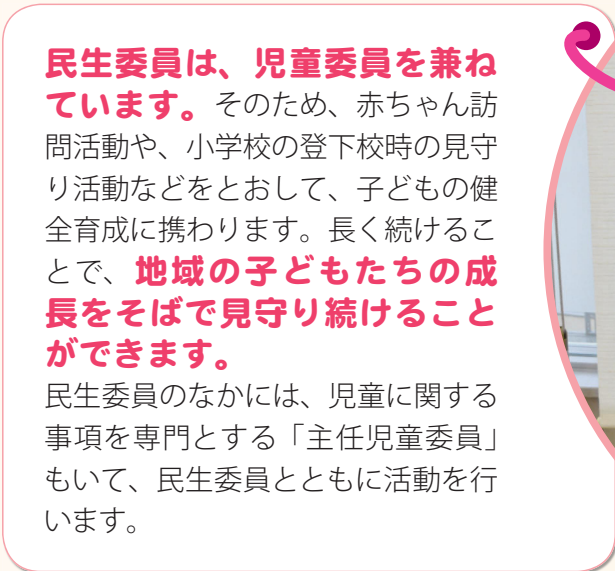 民生委員は、児童委員を兼ね
ています。そのため、赤ちゃん訪
問活動や、小学校の登下校時の見守
り活動などをとおして、子どもの健
全育成に携わります。長く続けるこ
とで、地域の子どもたちの成
長をそばで見守り続けること
ができます。
民生委員のなかには、児童に関する
事項を専門とする「主任児童委員」
もいて、民生委員とともに活動を行
います。